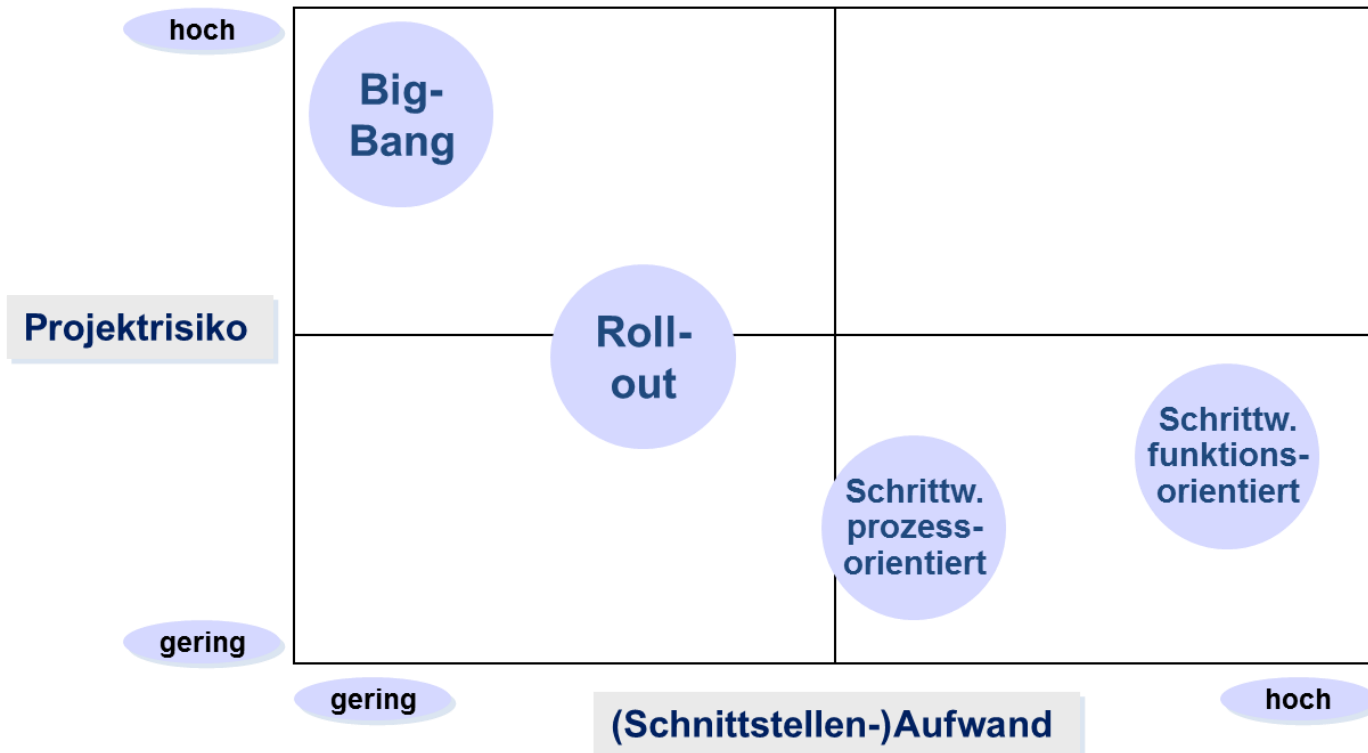 hoch
Big-
Bang
Projektrisiko
Roll-
out
Schrittw.
funktions-
orientiert
Schrittw.
prozess-
orientiert
gering
gering
(Schnittstellen-)Aufwand
hoch